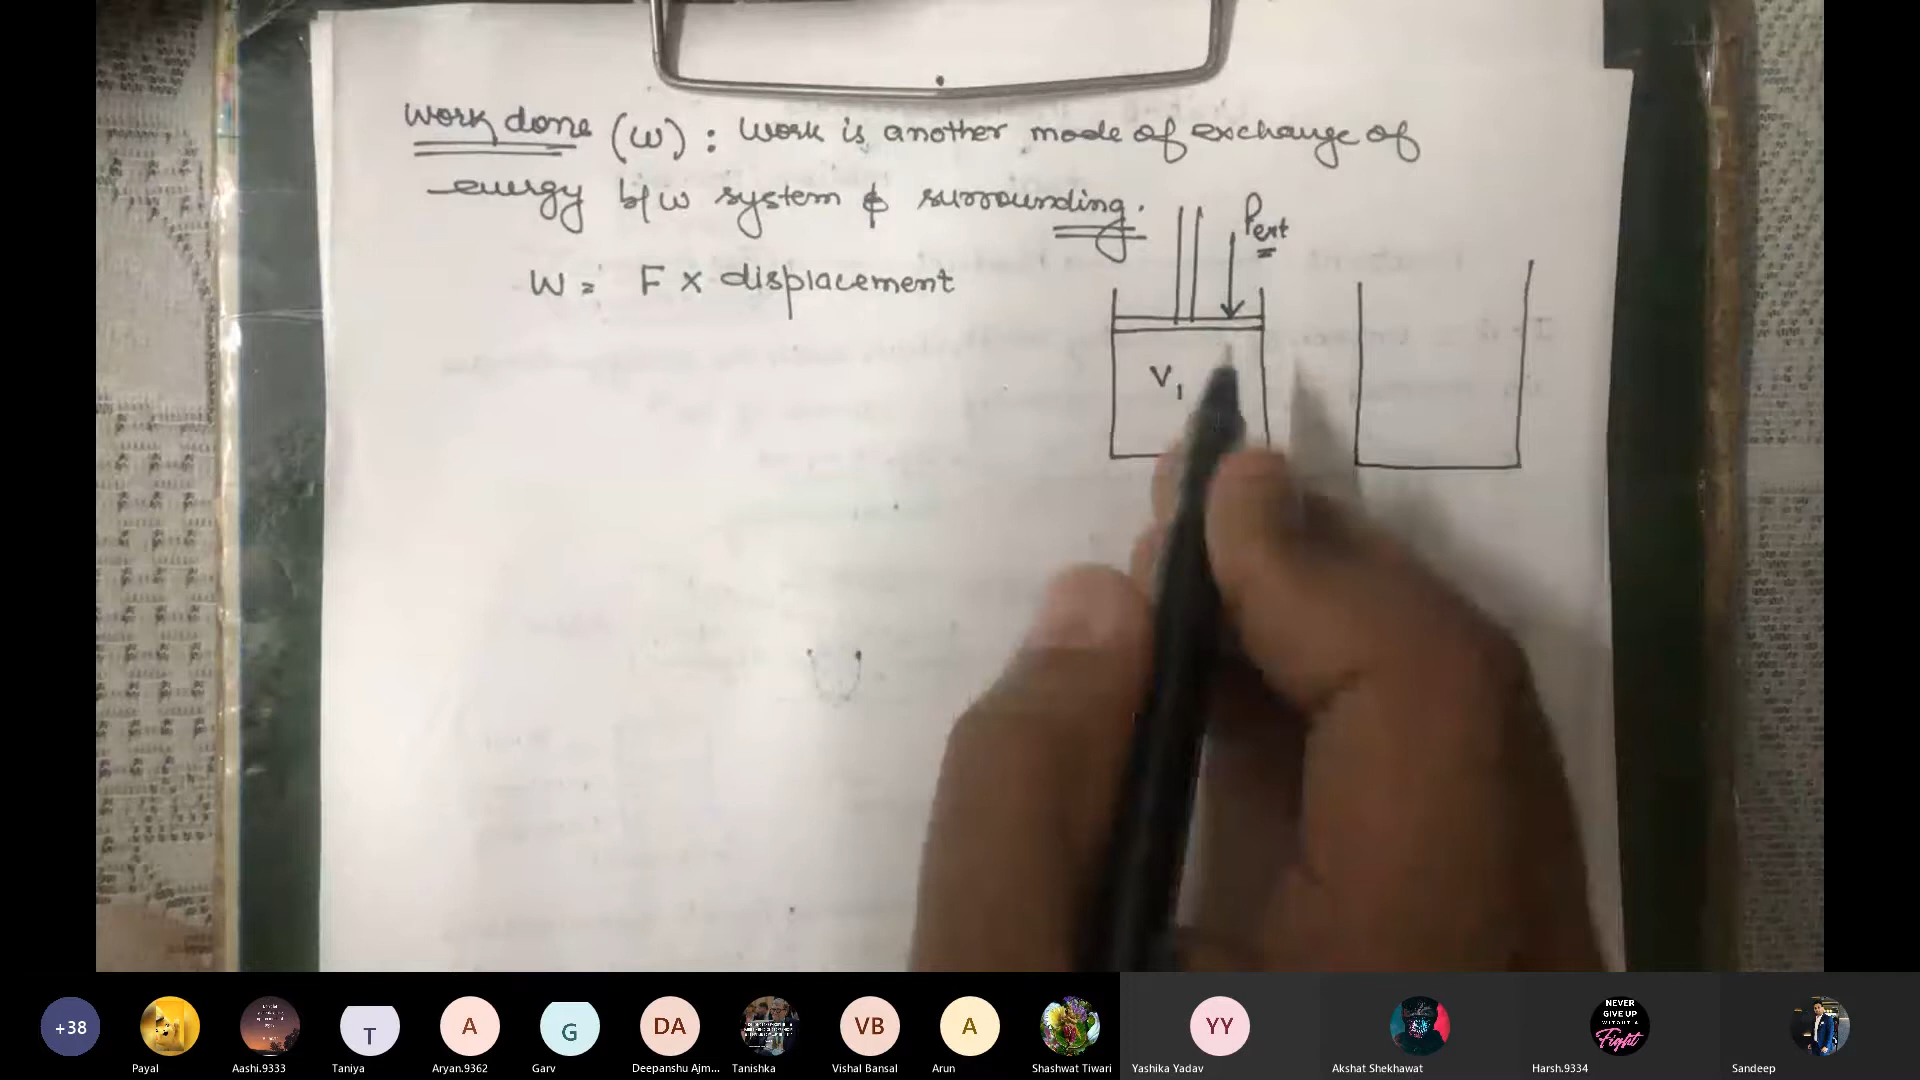 Work done (w) : Work is another mode of exchange of
energy b/w system & surrounding.
Pext
W = F x displacement
V1
+38
T
A
G
DA
VB
A
YY
NEVER
GIVE UP
WITHOUT A
Fight
Payal
Aashi.9333
Taniya
Aryan.9362
Garv
Deepanshu Ajm...
Tanishka
Vishal Bansal
Arun
Shashwat Tiwari
Yashika Yadav
Akshat Shekhawat
Harsh.9334
Sandeep